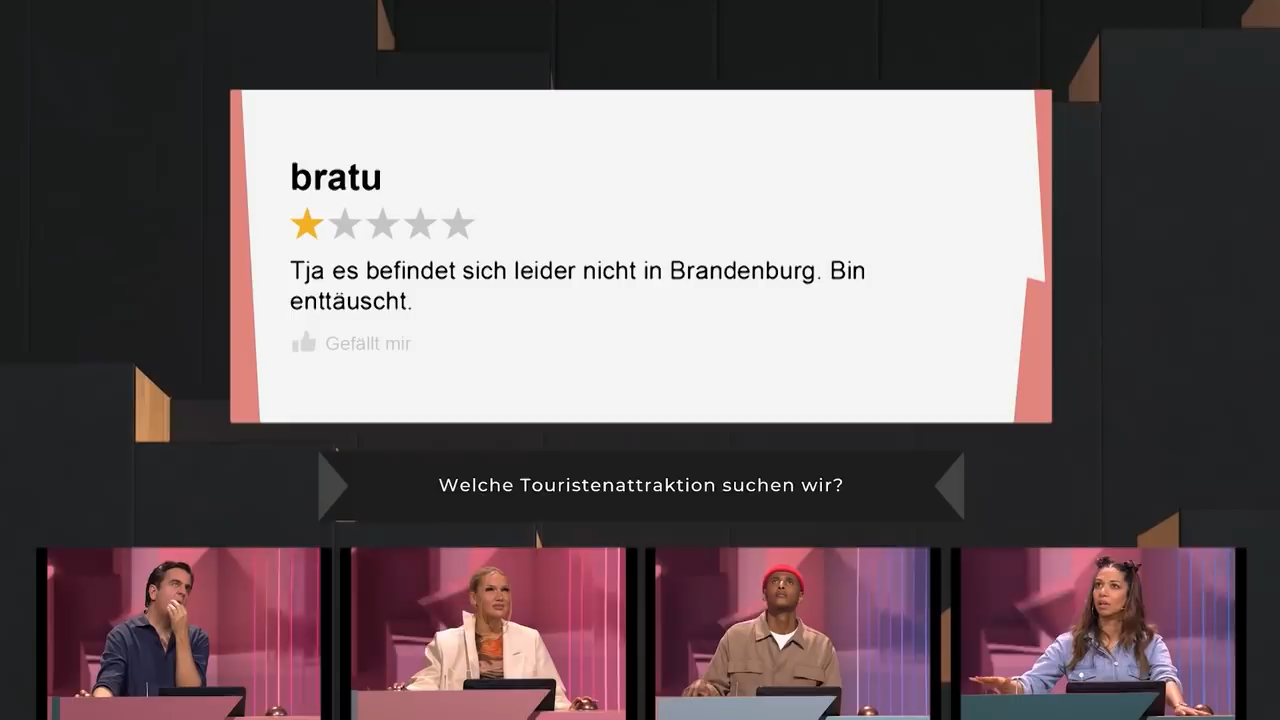 bratu
Tja es befindet sich leider nicht in Brandenburg. Bin
enttäuscht.
Gefällt mir
Welche Touristenattraktion suchen wir?